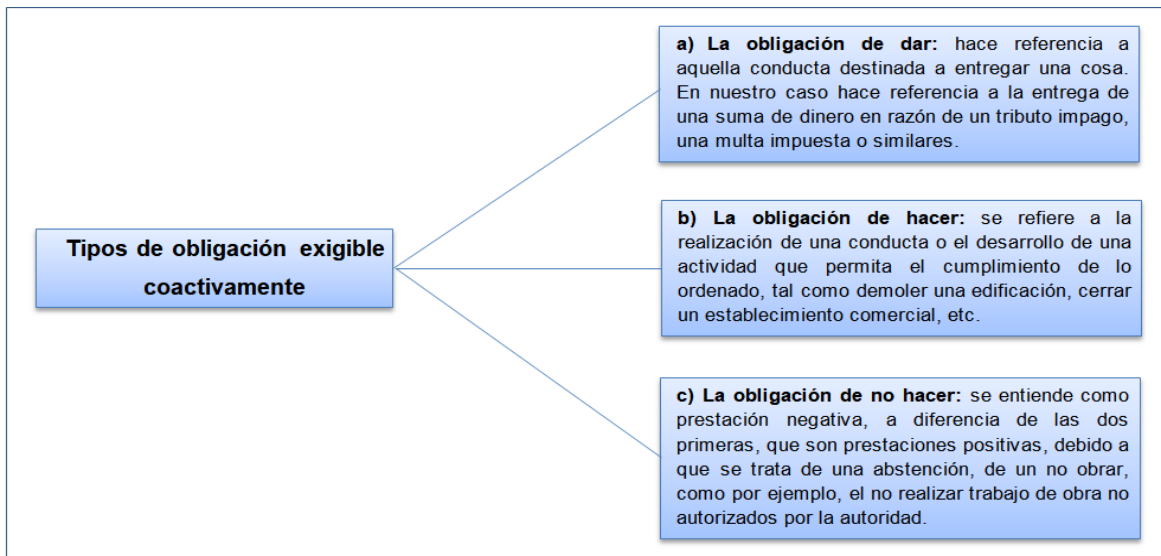 Tipos de obligación exigible
coactivamente
a) La obligación de dar: hace referencia a
aquella conducta destinada a entregar una cosa.
En nuestro caso hace referencia a la entrega de
una suma de dinero en razón de un tributo impago,
una multa impuesta o similares.
b) La obligación de hacer: se refiere a la
realización de una conducta o el desarrollo de una
actividad que permita el cumplimiento de lo
ordenado, tal como demoler una edificación, cerrar
un establecimiento comercial, etc.
c) La obligación de no hacer: se entiende como
prestación negativa, a diferencia de las dos
primeras, que son prestaciones positivas, debido a
que se trata de una abstención, de un no obrar,
como por ejemplo, el no realizar trabajo de obra no
autorizados por la autoridad.